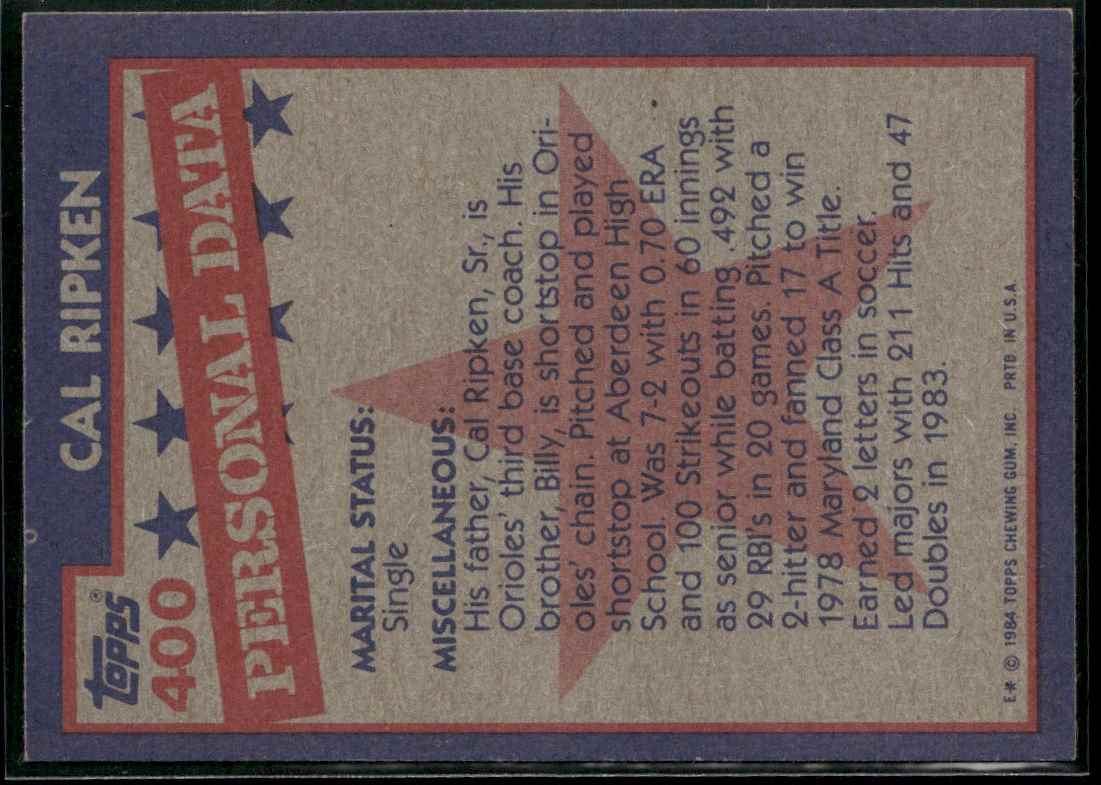 topps®
400
CAL RIPKEN
PERSONAL DATA
MARITAL STATUS:
Single
MISCELLANEOUS:
His father, Cal Ripken, Sr., is
Orioles' third base coach. His
brother, Billy, is shortstop in Ori-
oles' chain. Pitched and played
shortstop at Aberdeen High
School. Was 7-2 with 0.70 ERA
and 100 Strikeouts in 60 innings
as senior while batting .492 with
29 RBI's in 20 games. Pitched a
2-hitter and fanned 17 to win
1978 Maryland Class A Title.
Earned 2 letters in soccer.
Led majors with 211 Hits and 47
Doubles in 1983.
E* © 1984 TOPPS CHEWING GUM, INC. PRTD IN U.S.A